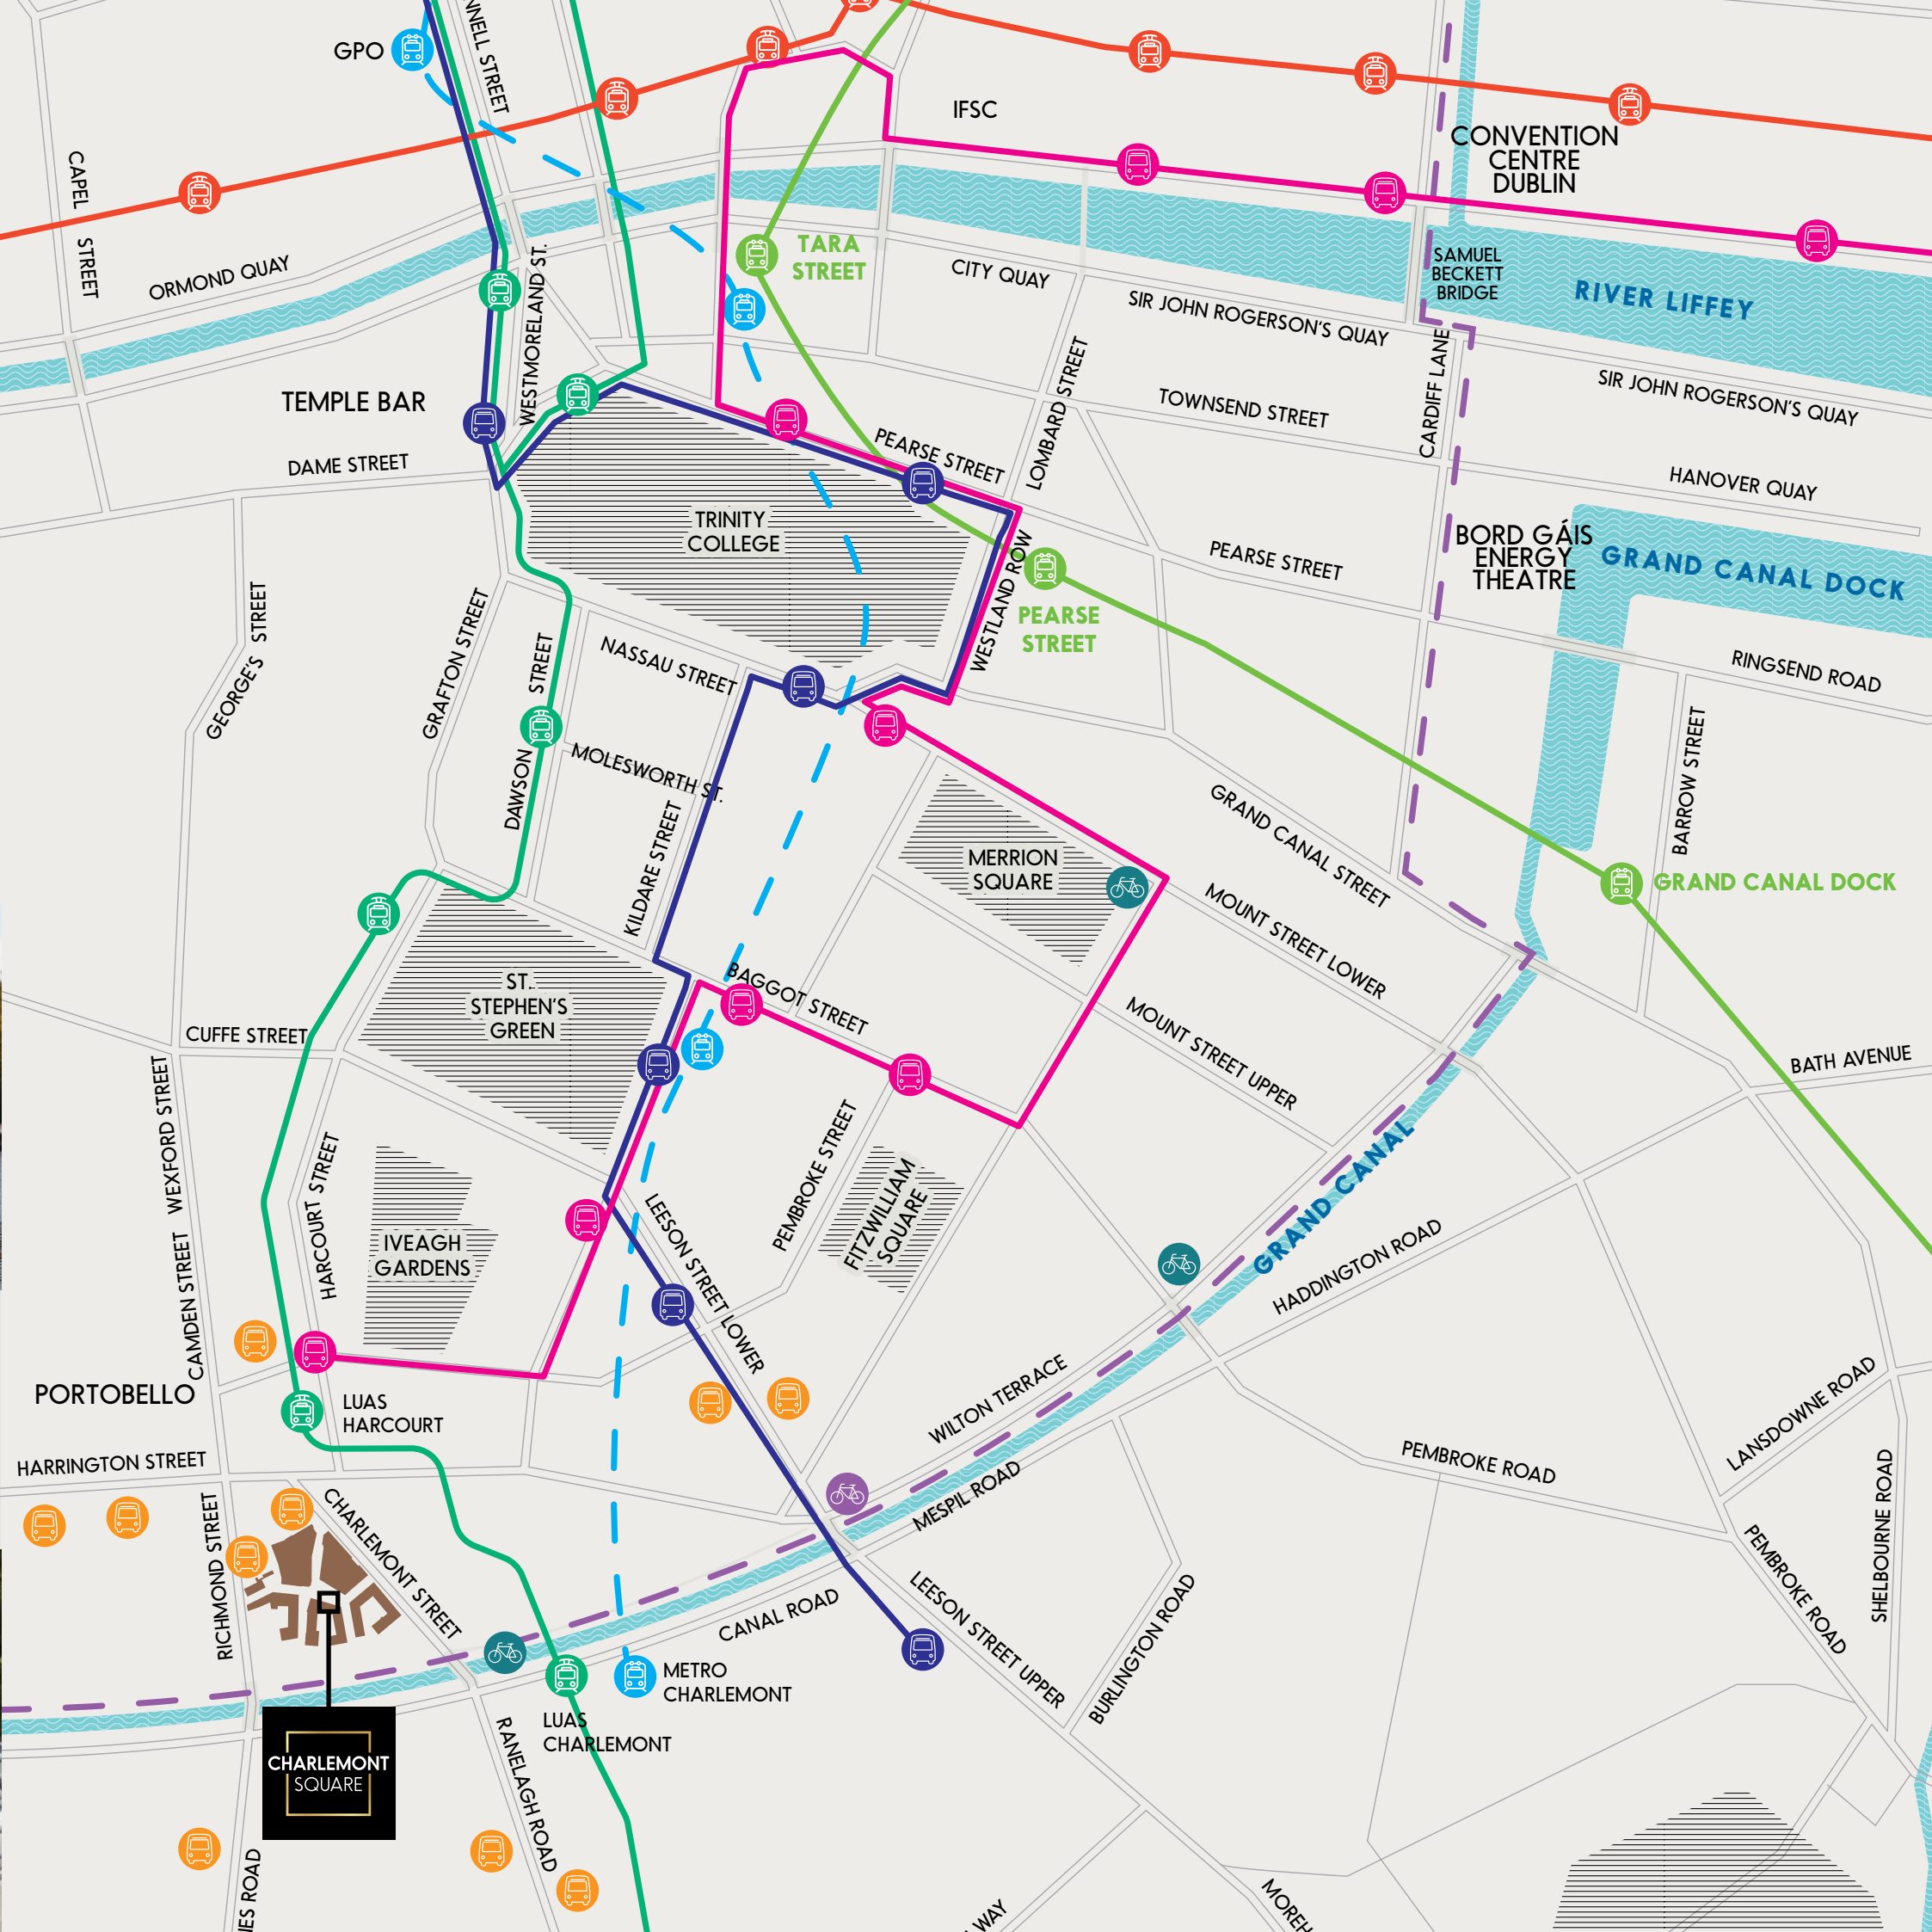 GPO
NNELL STREET
IFSC
CONVENTION
CENTRE
DUBLIN
CAPEL
STREET
ORMOND QUAY
WESTMORELAND ST.
TARA
STREET
CITY QUAY
SIR JOHN ROGERSON'S QUAY
SAMUEL
BECKETT
BRIDGE
RIVER LIFFEY
TEMPLE BAR
DAME STREET
PEARSE STREET
LOMBARD STREET
TOWNSEND STREET
CARDIFF LANE
SIR JOHN ROGERSON'S QUAY
HANOVER QUAY
TRINITY
COLLEGE
WESTLAND ROW
PEARSE STREET
BORD GÁIS
ENERGY
THEATRE
GRAND CANAL DOCK
PEARSE
STREET
GEORGE'S STREET
GRAFTON STREET
DAWSON STREET
NASSAU STREET
MOLESWORTH ST.
KILDARE STREET
RINGSEND ROAD
BARROW STREET
GRAND CANAL STREET
GRAND CANAL DOCK
MERRION
SQUARE
MOUNT STREET LOWER
MOUNT STREET UPPER
BAGGOT STREET
ST.
STEPHEN'S
GREEN
CUFFE STREET
WEXFORD STREET
CAMDEN STREET
HARCOURT STREET
IVEAGH
GARDENS
LEESON STREET LOWER
PEMBROKE STREET
FITZWILLIAM
SQUARE
GRAND CANAL
HADDINGTON ROAD
BATH AVENUE
PORTOBELLO
LUAS
HARCOURT
WILTON TERRACE
MESPIL ROAD
PEMBROKE ROAD
LANSDOWNE ROAD
SHELBOURNE ROAD
PEMBROKE ROAD
HARRINGTON STREET
RICHMOND STREET
CHARLEMONT STREET
CANAL ROAD
LEESON STREET UPPER
BURLINGTON ROAD
METRO
CHARLEMONT
LUAS
CHARLEMONT
CHARLEMONT
SQUARE
RANELAGH ROAD
IES ROAD
WAY
MOREH